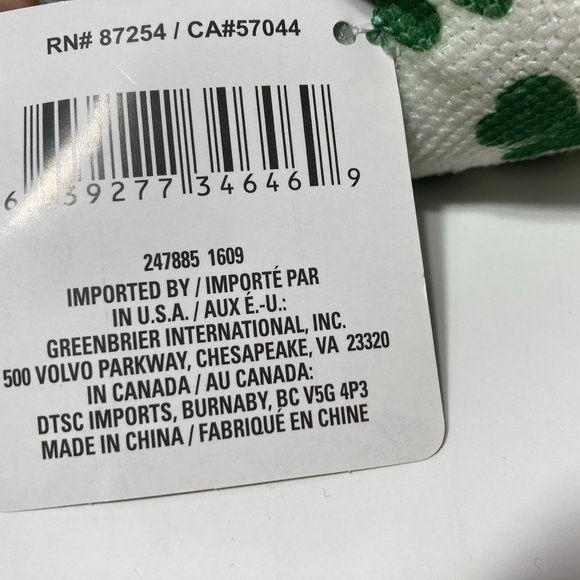 RN# 87254 / CA#57044
6 39277 34646 9
247885 1609
IMPORTED BY / IMPORTÉ PAR
IN U.S.A. / AUX É.-U.:
GREENBRIER INTERNATIONAL, INC.
500 VOLVO PARKWAY, CHESAPEAKE, VA 23320
IN CANADA / AU CANADA:
DTSC IMPORTS, BURNABY, BC V5G 4P3
MADE IN CHINA / FABRIQUÉ EN CHINE